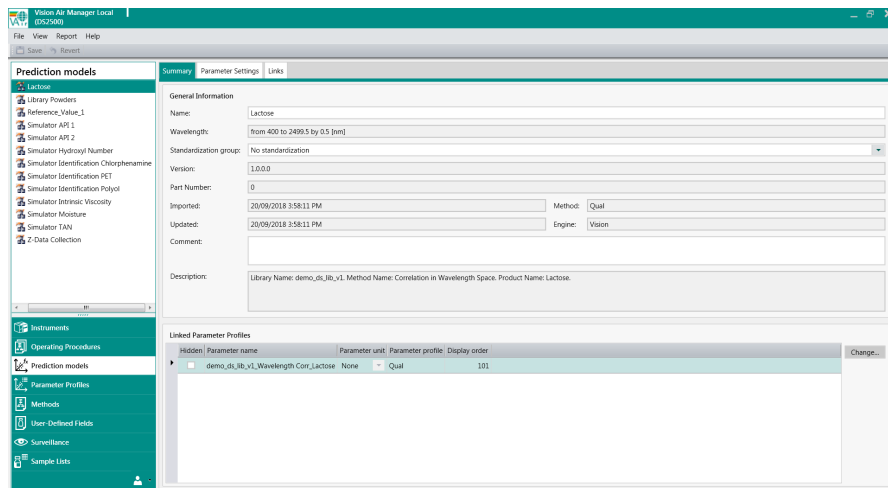 Vision Air Manager Local
(DS2500)
File View Report Help
Save Revert
Prediction models
Lactose
Library Powders
Reference_Value_1
Simulator API 1
Simulator API 2
Simulator Hydroxyl Number
Simulator Identification Chlorphenamine
Simulator Identification PET
Simulator Identification Polyol
Simulator Intrinsic Viscosity
Simulator Moisture
Simulator TAN
Z-Data Collection
Instruments
Operating Procedures
Prediction models
Parameter Profiles
Methods
User-Defined Fields
Surveillance
Sample Lists
Summary Parameter Settings Links
General Information
Name: Lactose
Wavelength: from 400 to 2499.5 by 0.5 [nm]
Standardization group: No standardization
Version: 1.0.0.0
Part Number: 0
Imported: 20/09/2018 3:58:11 PM Method: Qual
Updated: 20/09/2018 3:58:11 PM Engine: Vision
Comment:
Description: Library Name: demo_ds_lib_v1. Method Name: Correlation in Wavelength Space. Product Name: Lactose.
Linked Parameter Profiles
Hidden Parameter name Parameter unit Parameter profile Display order
demo_ds_lib_v1_Wavelength Corr_Lactose None Qual 101
Change...